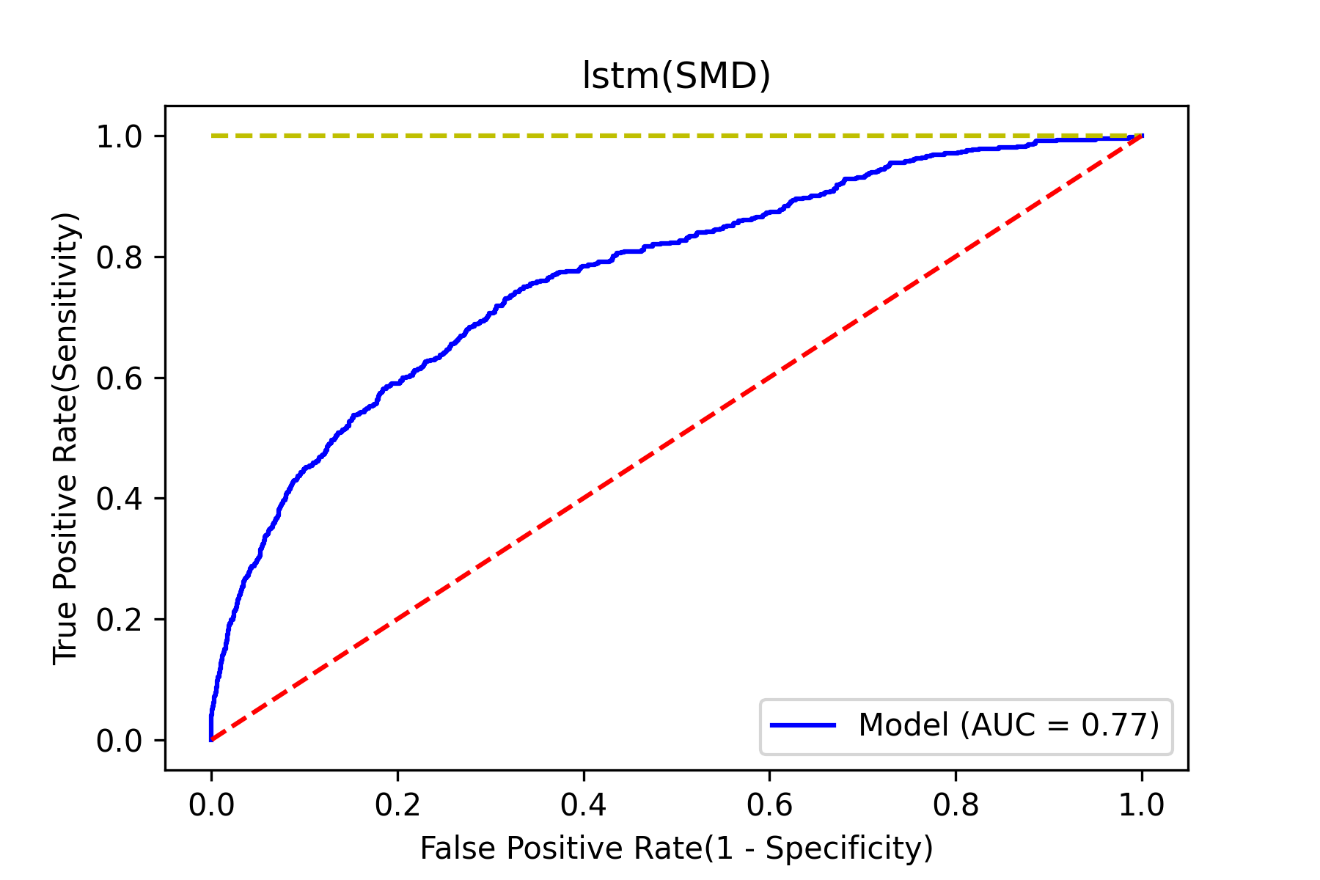 lstm(SMD)
True Positive Rate(Sensitivity)
1.0
0.8
0.6
0.4
0.2
0.0
Model (AUC = 0.77)
0.0 0.2 0.4 0.6 0.8 1.0
False Positive Rate(1 - Specificity)